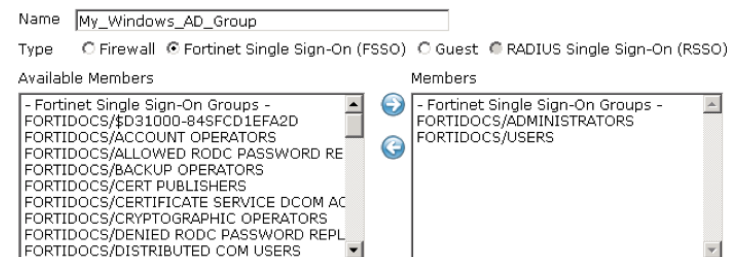 Name My_Windows_AD_Group
Type Firewall Fortinet Single Sign-On (FSSO) Guest RADIUS Single Sign-On (RSSO)
Available Members
- Fortinet Single Sign-On Groups -
FORTIDOCS/$D31000-84SFCD1EFA2D
FORTIDOCS/ACCOUNT OPERATORS
FORTIDOCS/ALLOWED RODC PASSWORD RE
FORTIDOCS/BACKUP OPERATORS
FORTIDOCS/CERT PUBLISHERS
FORTIDOCS/CERTIFICATE SERVICE DCOM AC
FORTIDOCS/CRYPTOGRAPHIC OPERATORS
FORTIDOCS/DENIED RODC PASSWORD REPL
FORTIDOCS/DISTRIBUTED COM USERS
Members
- Fortinet Single Sign-On Groups -
FORTIDOCS/ADMINISTRATORS
FORTIDOCS/USERS